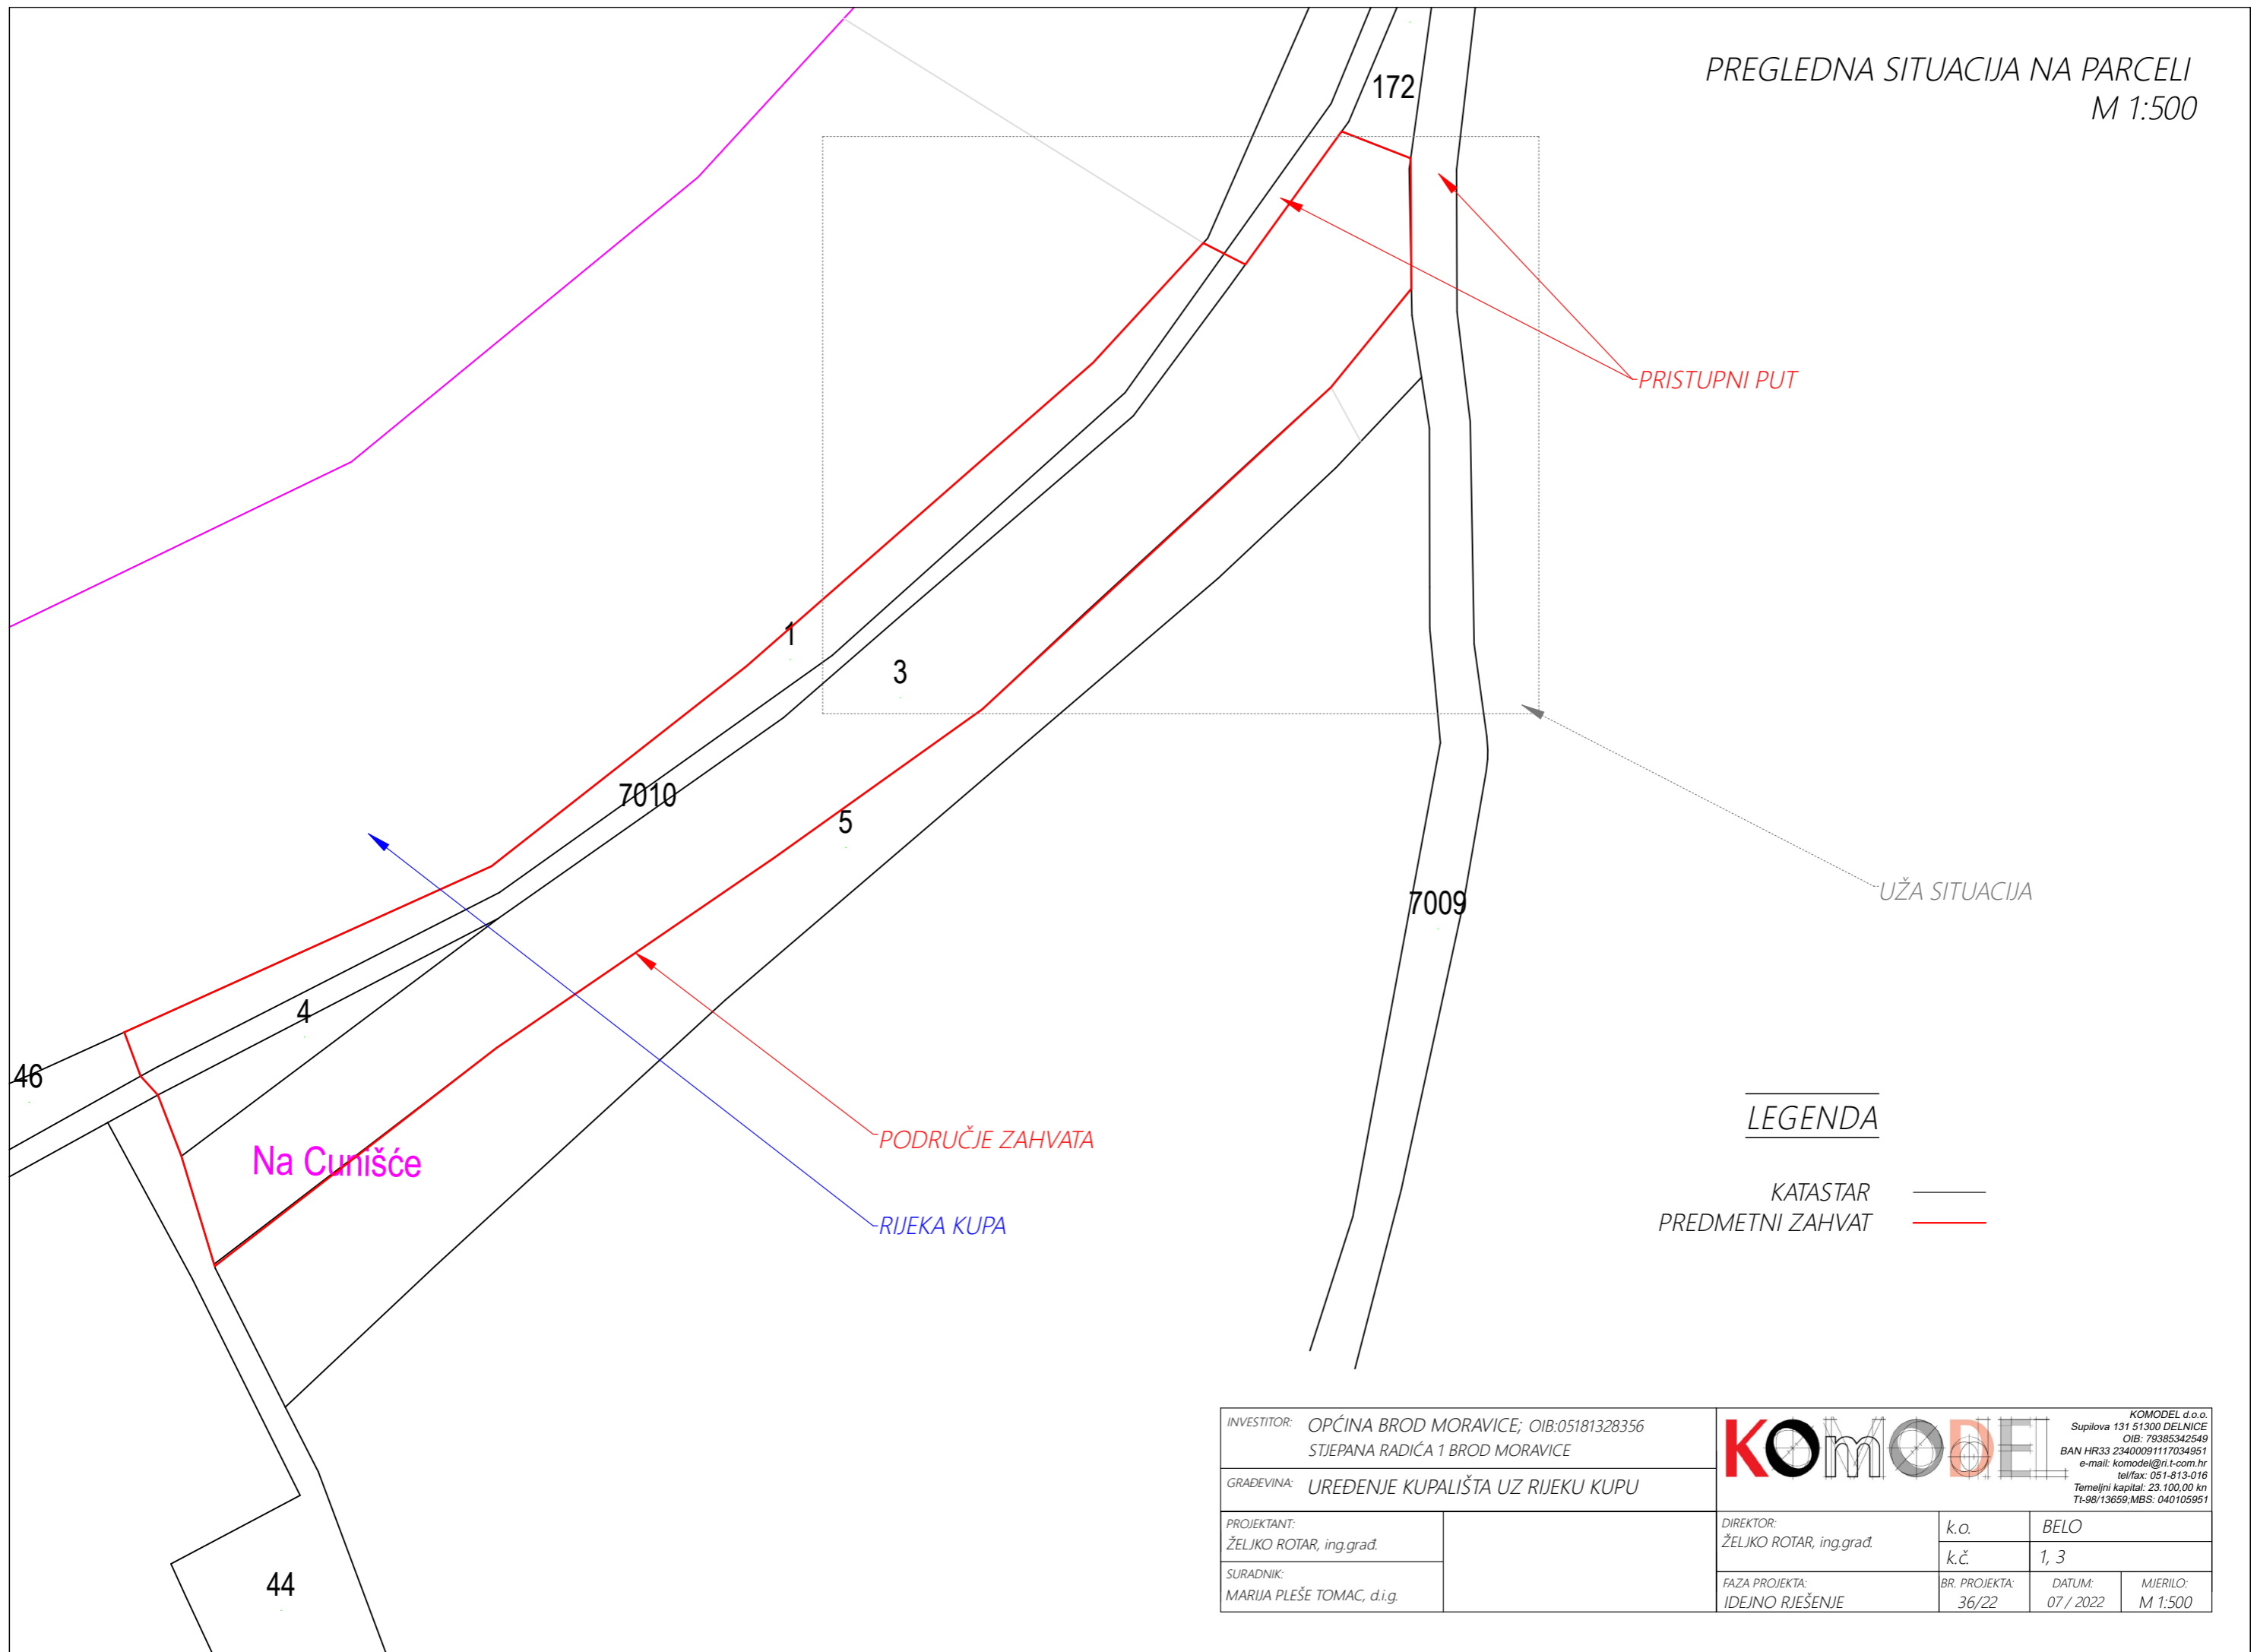 PREGLEDNA SITUACIJA NA PARCELI
M 1:500
172
PRISTUPNI PUT
1
3
7010
5
7009
UŽA SITUACIJA
4
46
Na Cunišće
PODRUČJE ZAHVATA
RIJEKA KUPA
LEGENDA
KATASTAR
PREDMETNI ZAHVAT
44
INVESTITOR: OPĆINA BROD MORAVICE; OIB:05181328356
STJEPANA RADIĆA 1 BROD MORAVICE
GRAĐEVINA: UREĐENJE KUPALIŠTA UZ RIJEKU KUPU
PROJEKTANT:
ŽELJKO ROTAR, ing.građ.
SURADNIK:
MARIJA PLEŠE TOMAC, d.i.g.
KOMODEL
KOMODEL d.o.o.
Supilova 131 51300 DELNICE
OIB: 79385342549
BAN HR33 23400091117034951
e-mail: komodel@ri.t-com.hr
tel/fax: 051-813-016
Temeljni kapital: 23.100,00 kn
Tt-98/13659;MBS: 040105951
DIREKTOR:
ŽELJKO ROTAR, ing.građ.
k.o. BELO
k.č. 1, 3
FAZA PROJEKTA:
IDEJNO RJEŠENJE
BR. PROJEKTA:
36/22
DATUM:
07 / 2022
MJERILO:
M 1:500